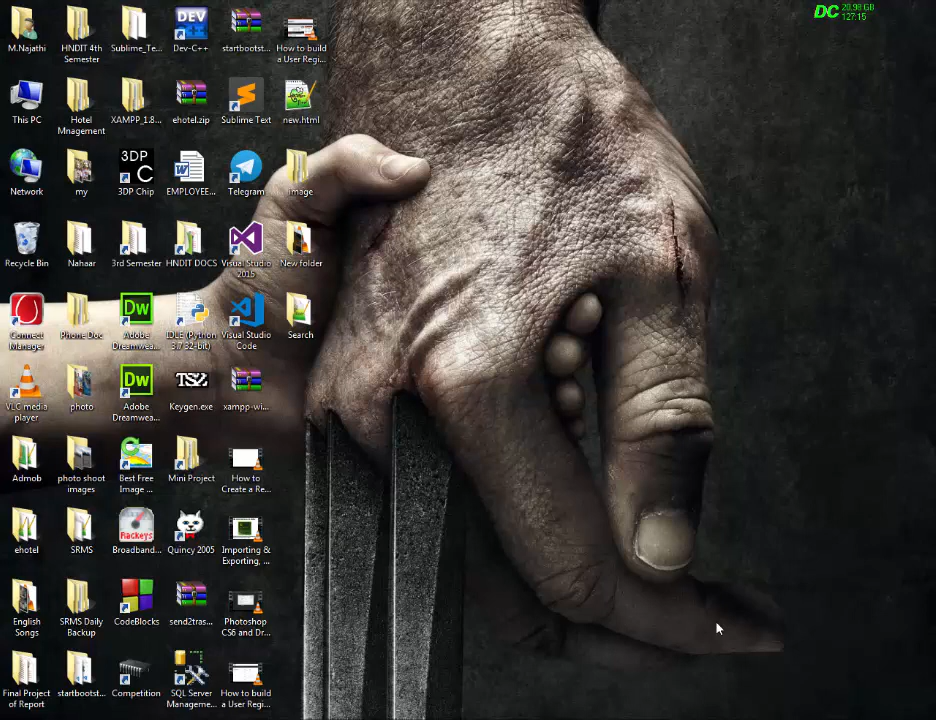 M.Najathi
This PC
Network
Recycle Bin
Connect
Manager
VLC media
player
Admob
ehotel
English
Songs
Final Project
of Report
HNDIT 4th
Semester
Hotel
Mnagement
my
Nahaar
Phone Doc
photo
photo shoot
images
SRMS
SRMS Daily
Backup
startbootst...
Sublime_Te...
XAMPP_1.8...
3DP
C
3DP Chip
3rd Semester
Dw
Adobe
Dreamwea...
Dw
Adobe
Dreamwea...
Best Free
Image ...
Rackeys
Broadband...
CodeBlocks
Competition
DEV
Dev-C++
ehotel.zip
EMPLOYEE...
HNDIT DOCS
IDLE (Python
3.7 32-bit)
TSZ
Keygen.exe
Mini Project
Quincy 2005
send2tras...
SQL Server
Manageme...
startbootst...
Sublime Text
Telegram
Visual Studio
2015
Visual Studio
Code
xampp-wi...
How to
Create a Re...
Importing &
Exporting, ...
Photoshop
CS6 and Dr...
How to build
a User Regi...
How to build
a User Regi...
new.html
image
New folder
Search
DC 20.98 GB
127:15